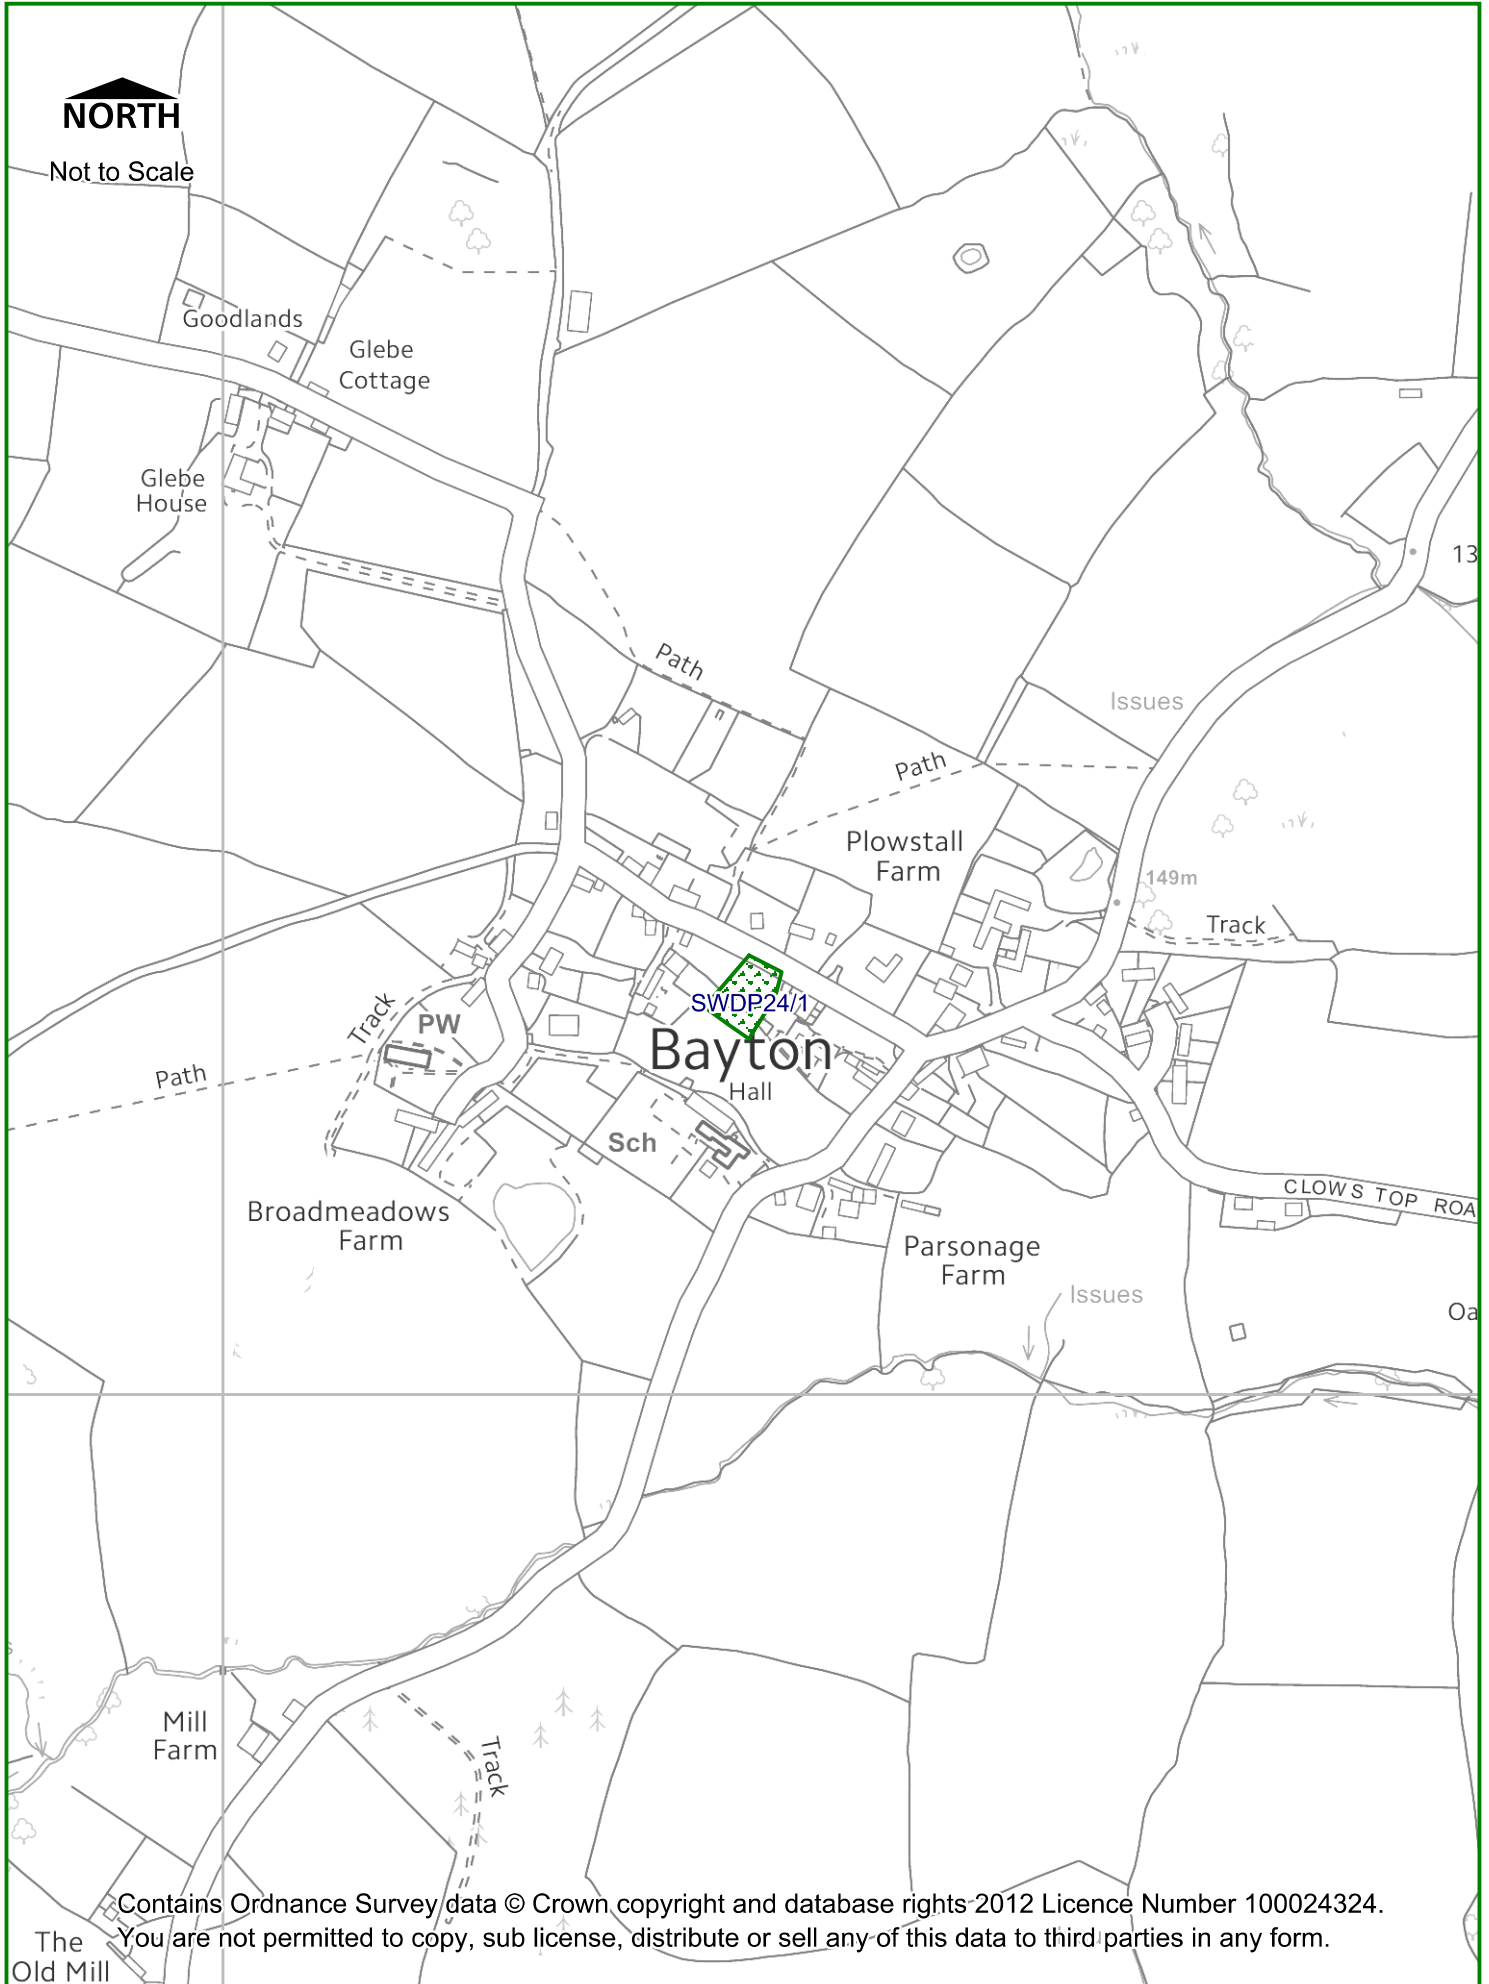 NORTH
Not to Scale
Goodlands
Glebe
Cottage
Glebe
House
13
Path
Issues
Path
Plowstall
Farm
149m
Track
SWDP24/1
Track
PW
Bayton
Path
Hall
Sch
CLOWS TOP ROA
Broadmeadows
Farm
Parsonage
Farm
Issues
Oa
Mill
Farm
Track
Contains Ordnance Survey data © Crown copyright and database rights 2012 Licence Number 100024324.
You are not permitted to copy, sub license, distribute or sell any of this data to third parties in any form.
The
Old Mill